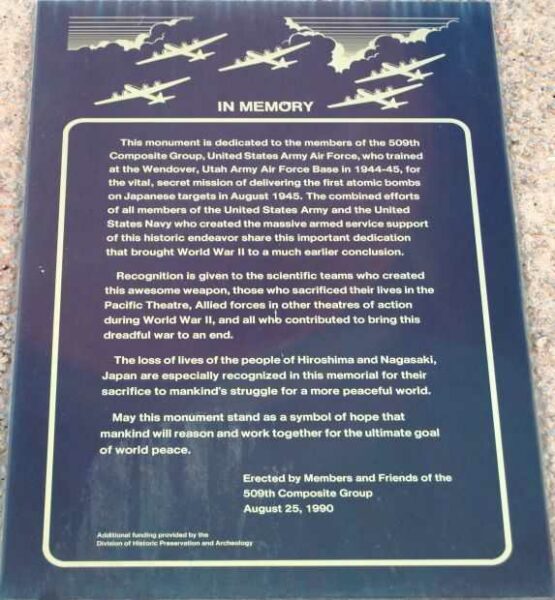 IN MEMORY
This monument is dedicated to the members of the 509th
Composite Group, United States Army Air Force, who trained
at the Wendover, Utah Army Air Force Base in 1944-45, for
the vital, secret mission of delivering the first atomic bombs
on Japanese targets in August 1945. The combined efforts
of all members of the United States Army and the United
States Navy who created the massive armed service support
of this historic endeavor share this important dedication
that brought World War II to a much earlier conclusion.
Recognition is given to the scientific teams who created
this awesome weapon, those who sacrificed their lives in the
Pacific Theatre, Allied forces in other theatres of action
during World War II, and all who contributed to bring this
dreadful war to an end.
The loss of lives of the people of Hiroshima and Nagasaki,
Japan are especially recognized in this memorial for their
sacrifice to mankind's struggle for a more peaceful world.
May this monument stand as a symbol of hope that
mankind will reason and work together for the ultimate goal
of world peace.
Erected by Members and Friends of the
509th Composite Group
August 25, 1990
Additional funding provided by the
Division of Historic Preservation and Archeology